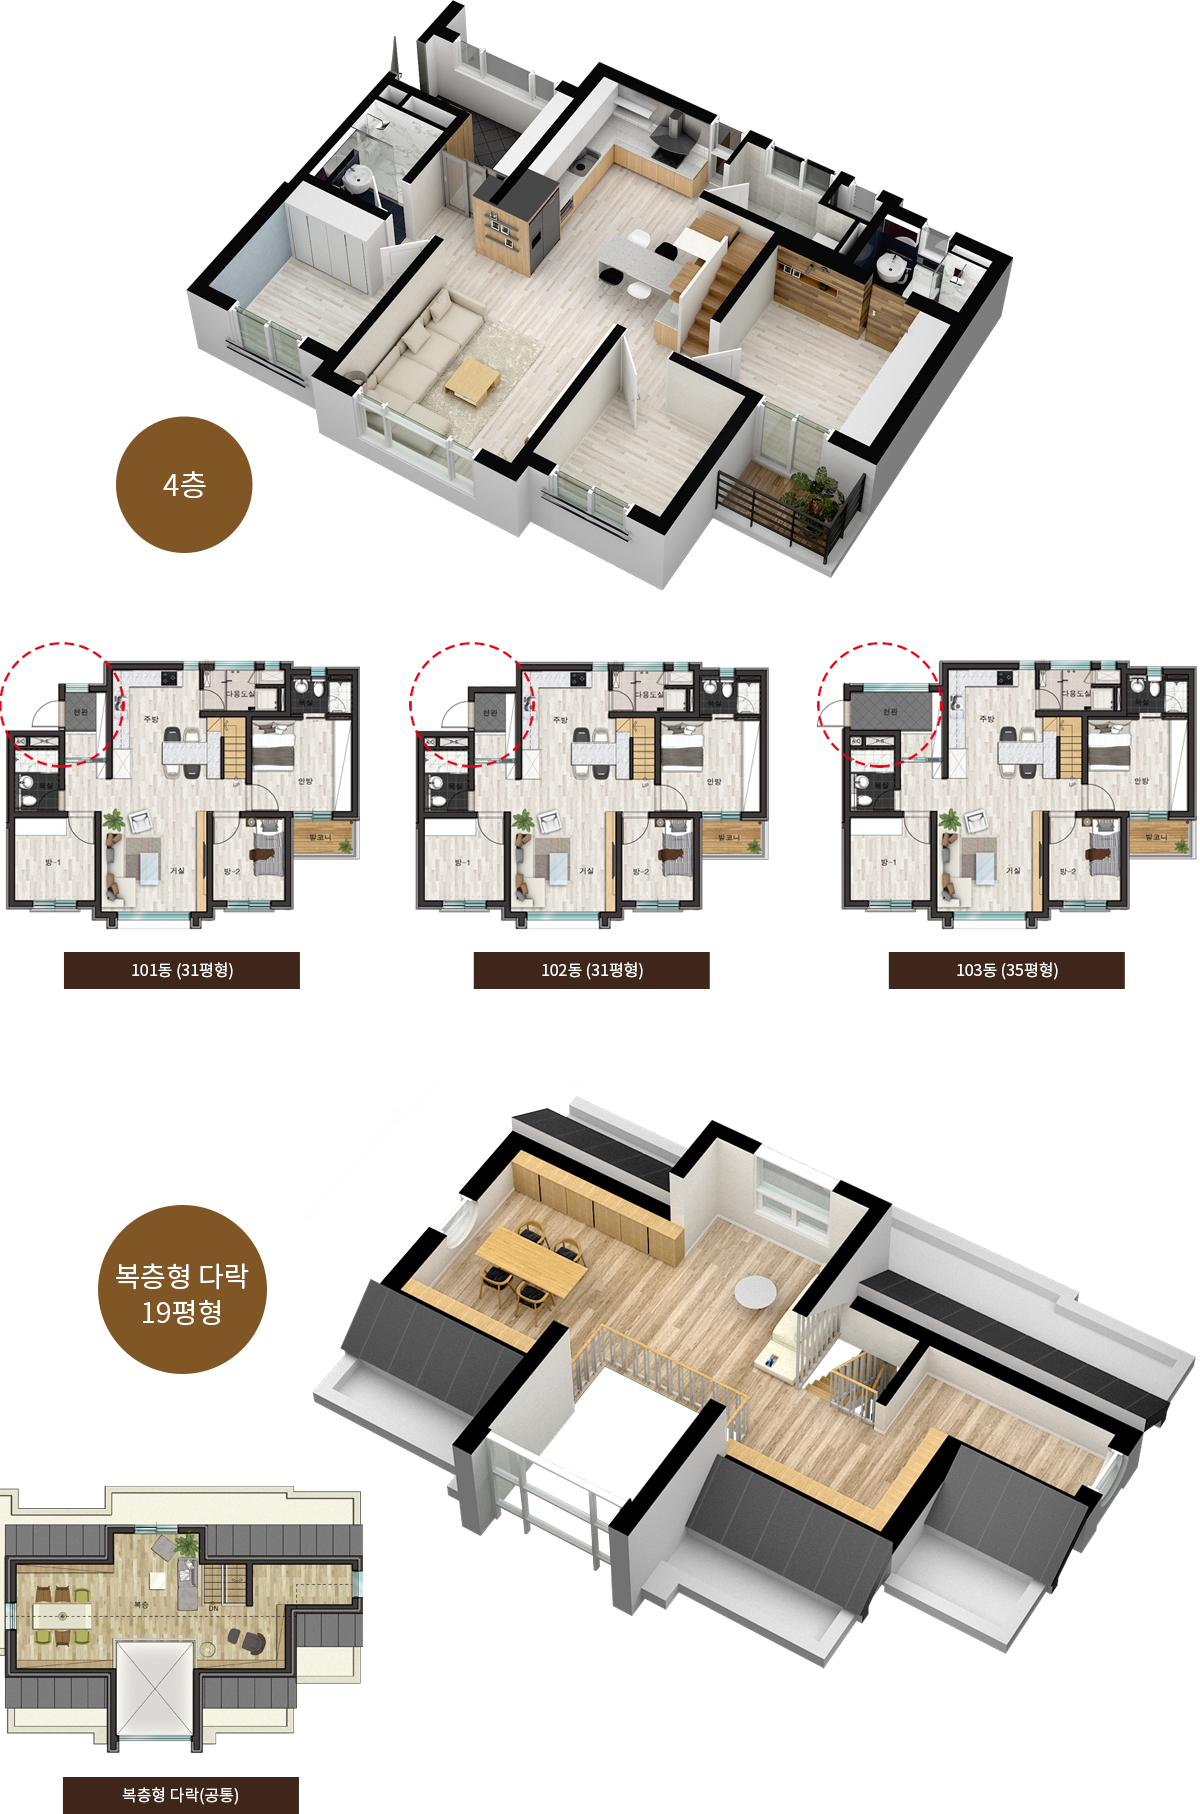 4층
현관
주방
다용도실
욕실
욕실
안방
방-1
거실
방-2
발코니
101동 (31평형)
현관
주방
다용도실
욕실
욕실
안방
방-1
거실
방-2
발코니
102동 (31평형)
현관
주방
다용도실
욕실
욕실
안방
방-1
거실
방-2
발코니
103동 (35평형)
복층형 다락
19평형
복층
DN
복층형 다락(공통)